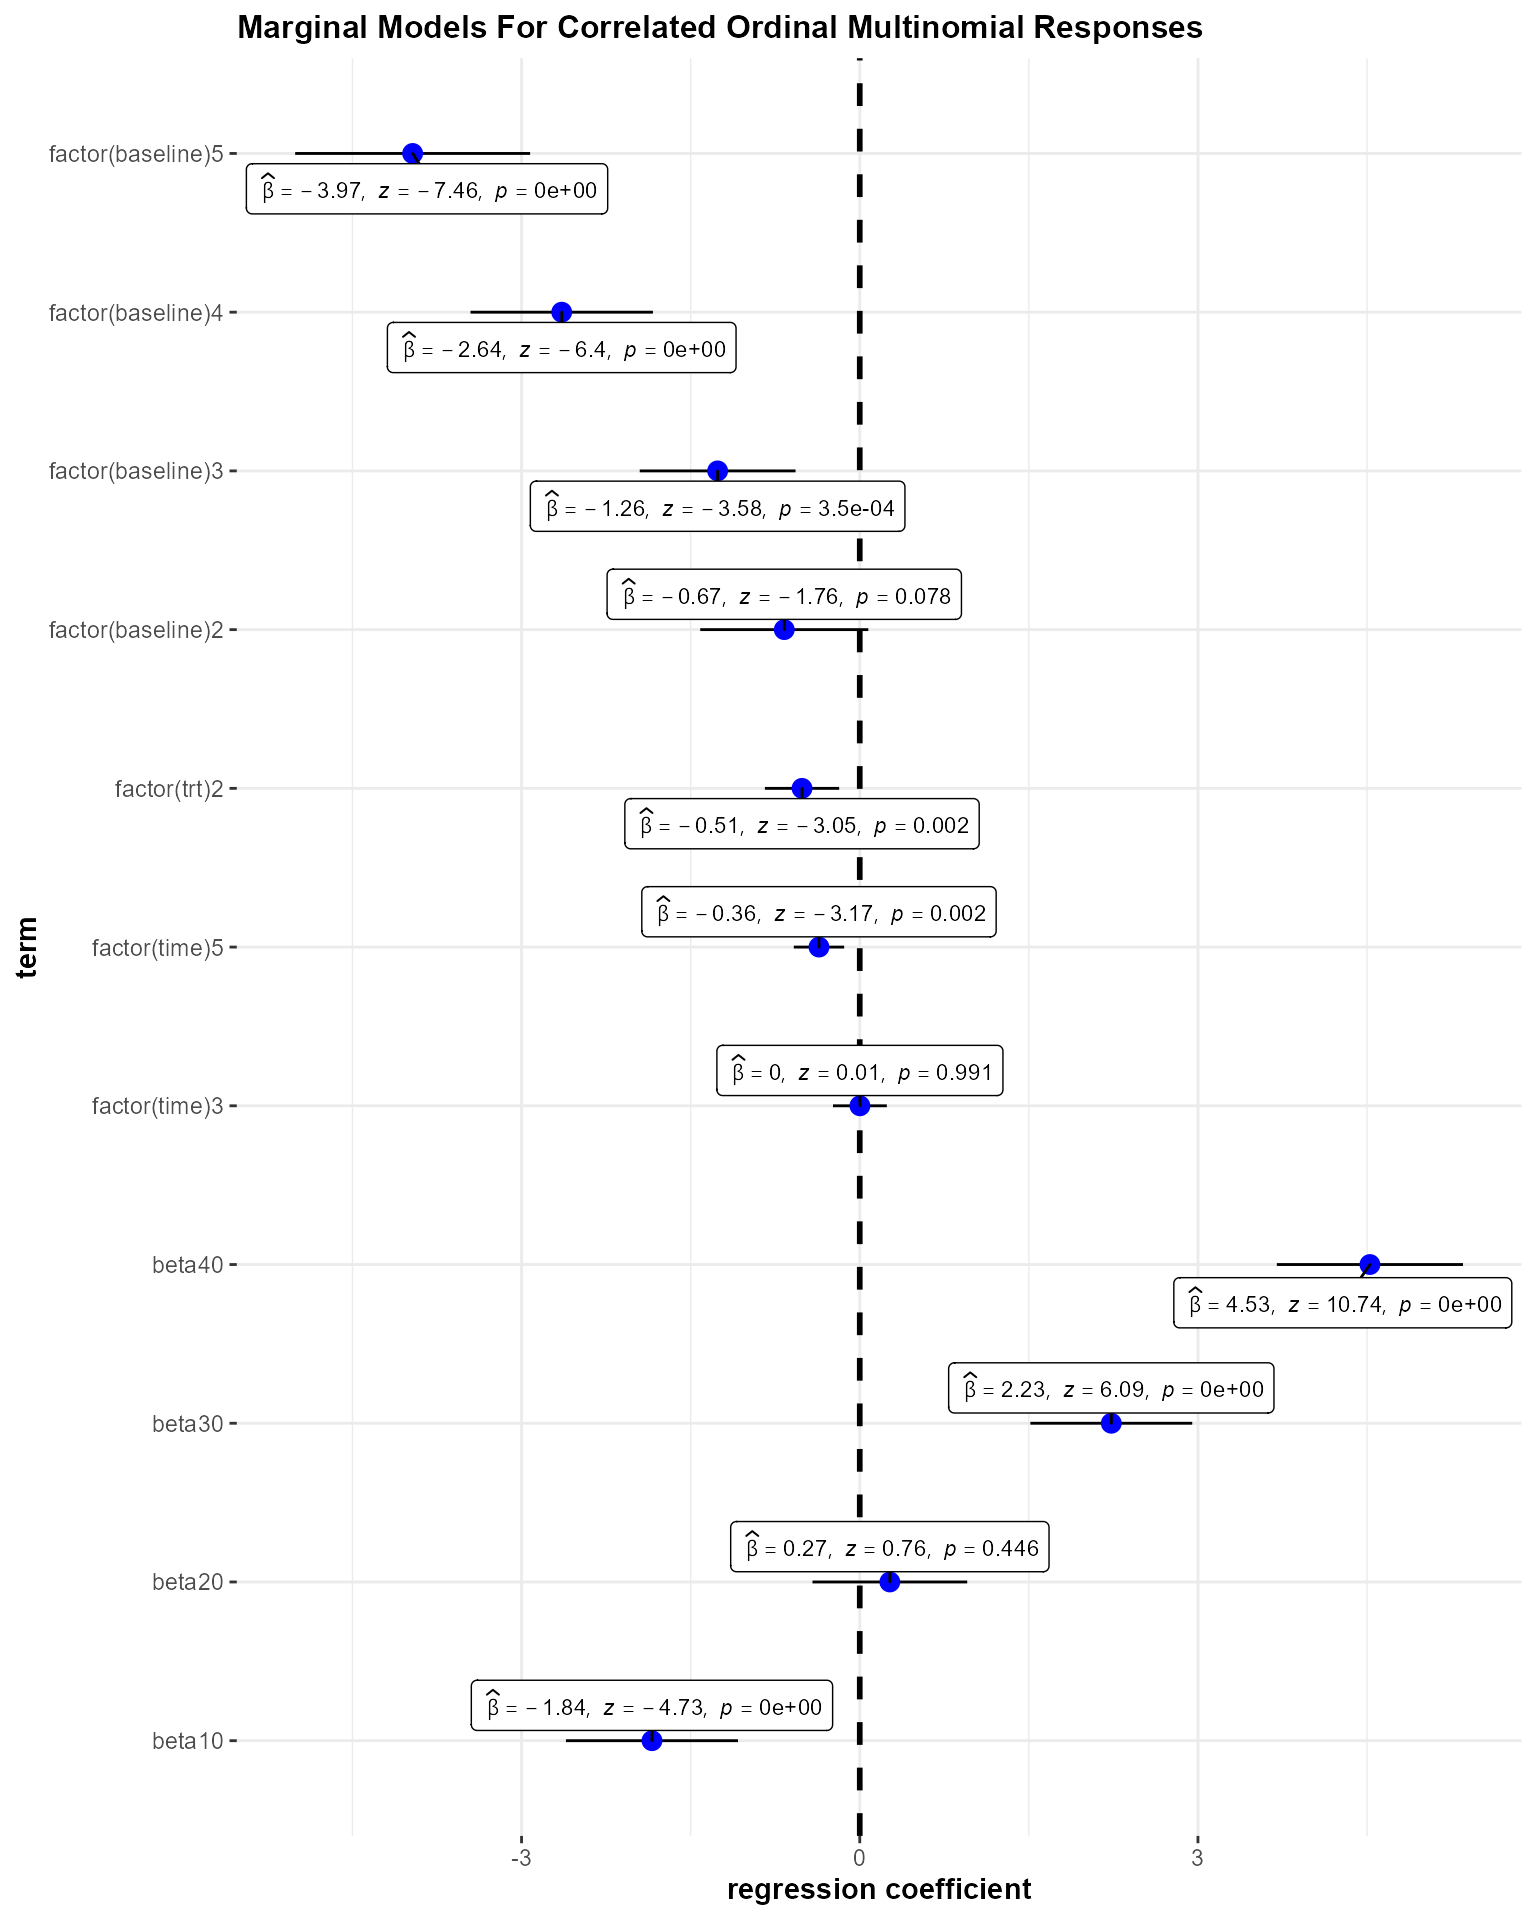 Marginal Models For Correlated Ordinal Multinomial Responses
factor(baseline)5
β̂ = − 3.97, z = − 7.46, p = 0e+00
factor(baseline)4
β̂ = − 2.64, z = − 6.4, p = 0e+00
factor(baseline)3
β̂ = − 1.26, z = − 3.58, p = 3.5e-04
β̂ = − 0.67, z = − 1.76, p = 0.078
factor(baseline)2
factor(trt)2
β̂ = − 0.51, z = − 3.05, p = 0.002
β̂ = − 0.36, z = − 3.17, p = 0.002
factor(time)5
term
β̂ = 0, z = 0.01, p = 0.991
factor(time)3
beta40
β̂ = 4.53, z = 10.74, p = 0e+00
β̂ = 2.23, z = 6.09, p = 0e+00
beta30
β̂ = 0.27, z = 0.76, p = 0.446
beta20
β̂ = − 1.84, z = − 4.73, p = 0e+00
beta10
-3 0 3
regression coefficient